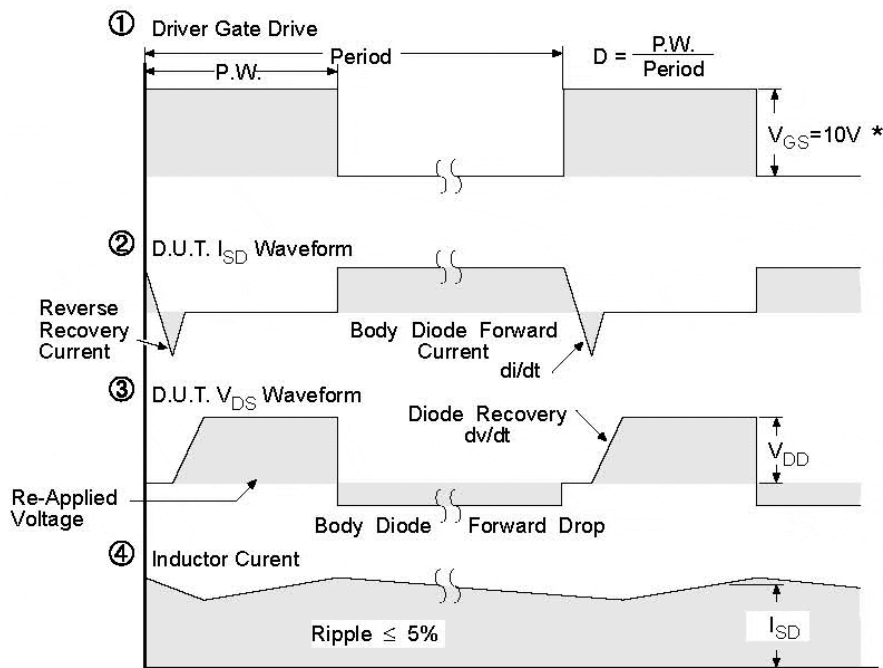 ① Driver Gate Drive
Period
P.W.
D = P.W. / Period
VGS=10V *
② D.U.T. ISD Waveform
Reverse
Recovery
Current
Body Diode Forward
Current
di/dt
③ D.U.T. VDS Waveform
Diode Recovery
dv/dt
VDD
Re-Applied
Voltage
Body Diode Forward Drop
④ Inductor Curent
Ripple ≤ 5%
ISD